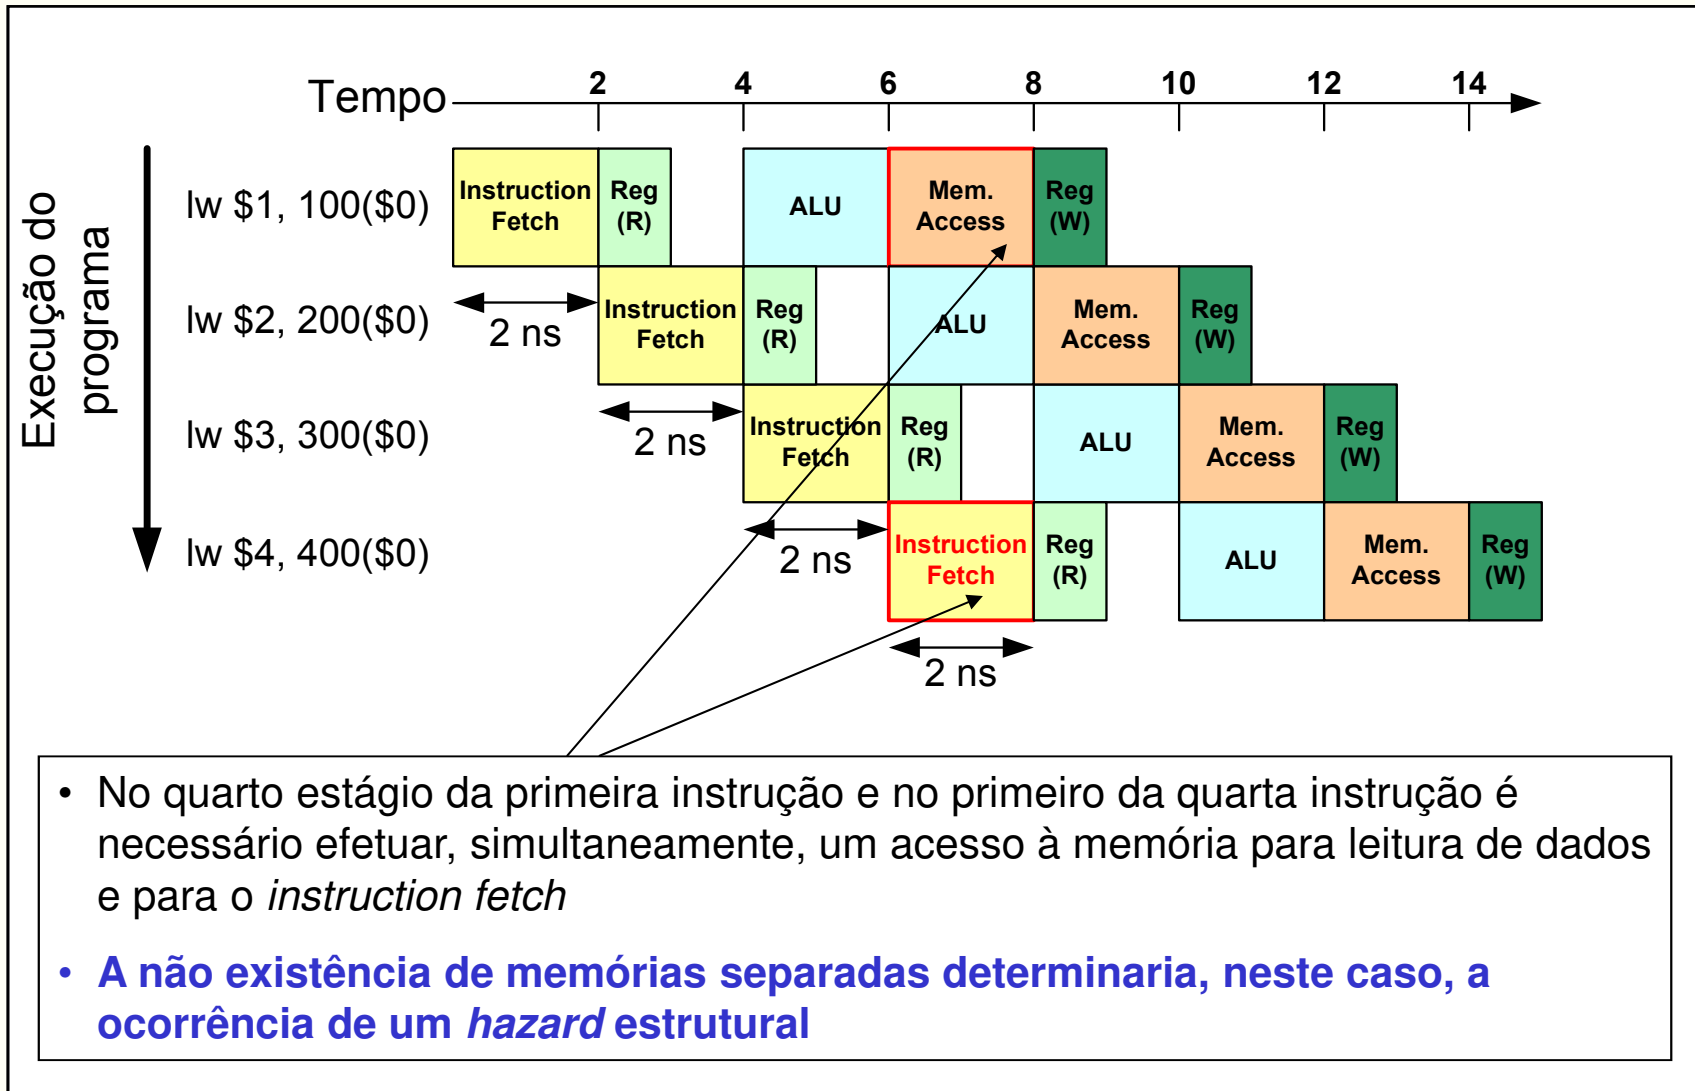 Tempo 2 4 6 8 10 12 14
Execução do
programa
lw $1, 100($0)
Instruction
Fetch
Reg
(R)
ALU
Mem.
Access
Reg
(W)
lw $2, 200($0)
2 ns
Instruction
Fetch
Reg
(R)
ALU
Mem.
Access
Reg
(W)
lw $3, 300($0)
2 ns
Instruction
Fetch
Reg
(R)
ALU
Mem.
Access
Reg
(W)
lw $4, 400($0)
2 ns
Instruction
Fetch
Reg
(R)
ALU
Mem.
Access
Reg
(W)
2 ns
• No quarto estágio da primeira instrução e no primeiro da quarta instrução é
necessário efetuar, simultaneamente, um acesso à memória para leitura de dados
e para o instruction fetch
• A não existência de memórias separadas determinaria, neste caso, a
ocorrência de um hazard estrutural